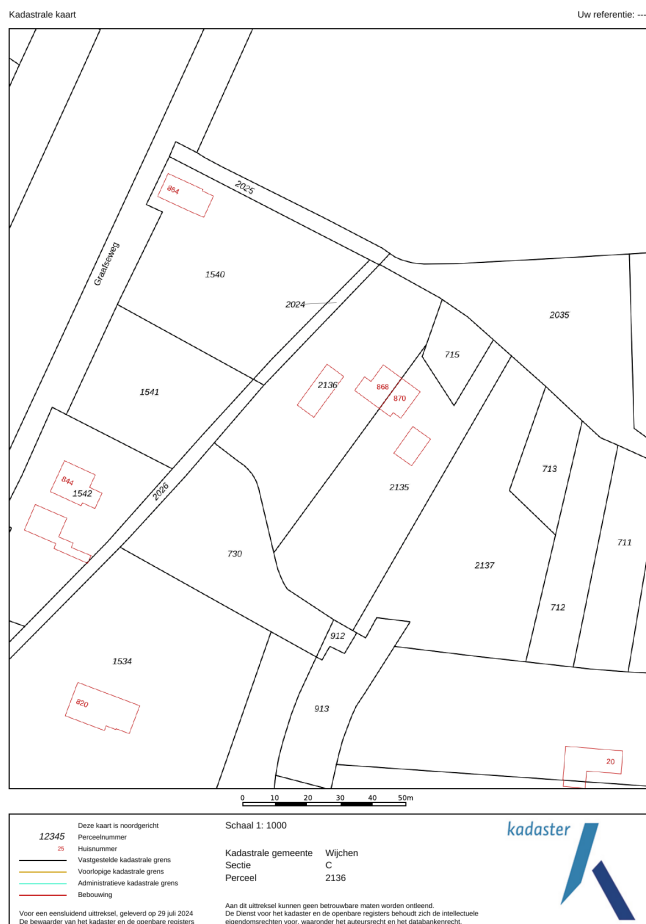 Kadastrale kaart
Uw referentie: ---
894
2025
Graafseweg
1540
2024
2035
715
868
2136
870
1541
844
1542
2026
2135
713
711
730
2137
712
912
1534
820
913
20
0 10 20 30 40 50m
Deze kaart is noordgericht
12345 Perceelnummer
25 Huisnummer
Vastgestelde kadastrale grens
Voorlopige kadastrale grens
Administratieve kadastrale grens
Bebouwing
Voor een eensluidend uittreksel, geleverd op 29 juli 2024
De bewaarder van het kadaster en de openbare registers
Schaal 1: 1000
Kadastrale gemeente Wijchen
Sectie C
Perceel 2136
Aan dit uittreksel kunnen geen betrouwbare maten worden ontleend.
De Dienst voor het kadaster en de openbare registers behoudt zich de intellectuele
eigendomsrechten voor, waaronder het auteursrecht en het databankenrecht.
kadaster